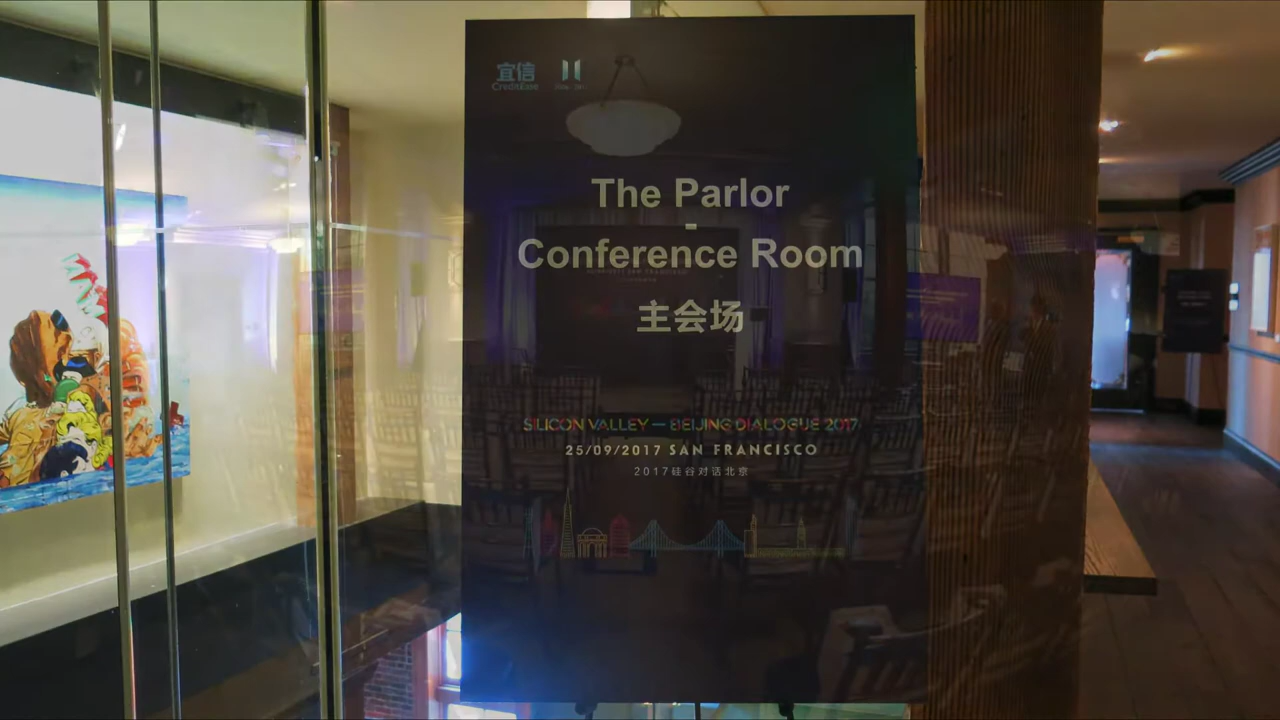 宜信
CreditEase
The Parlor
-
Conference Room
主会场
SILICON VALLEY — BEIJING DIALOGUE 2017
25/09/2017 SAN FRANCISCO
2017硅谷对话北京